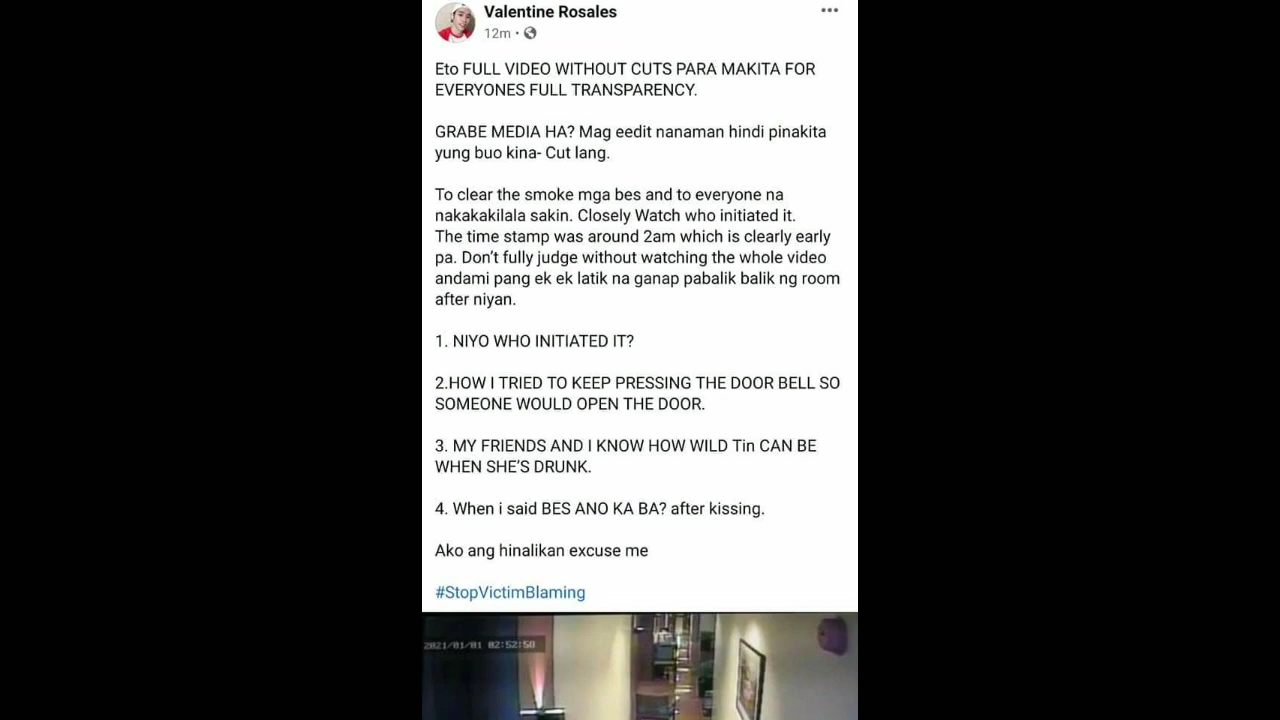 Valentine Rosales
12m
Eto FULL VIDEO WITHOUT CUTS PARA MAKITA FOR
EVERYONES FULL TRANSPARENCY.
GRABE MEDIA HA? Mag eedit nanaman hindi pinakita
yung buo kina- Cut lang.
To clear the smoke mga bes and to everyone na
nakakakilala sakin. Closely Watch who initiated it.
The time stamp was around 2am which is clearly early
pa. Don't fully judge without watching the whole video
andami pang ek ek latik na ganap pabalik balik ng room
after niyan.
1. NIYO WHO INITIATED IT?
2.HOW I TRIED TO KEEP PRESSING THE DOOR BELL SO
SOMEONE WOULD OPEN THE DOOR.
3. MY FRIENDS AND I KNOW HOW WILD Tin CAN BE
WHEN SHE'S DRUNK.
4. When i said BES ANO KA BA? after kissing.
Ako ang hinalikan excuse me
#StopVictimBlaming
2021/01/01 02:52:50